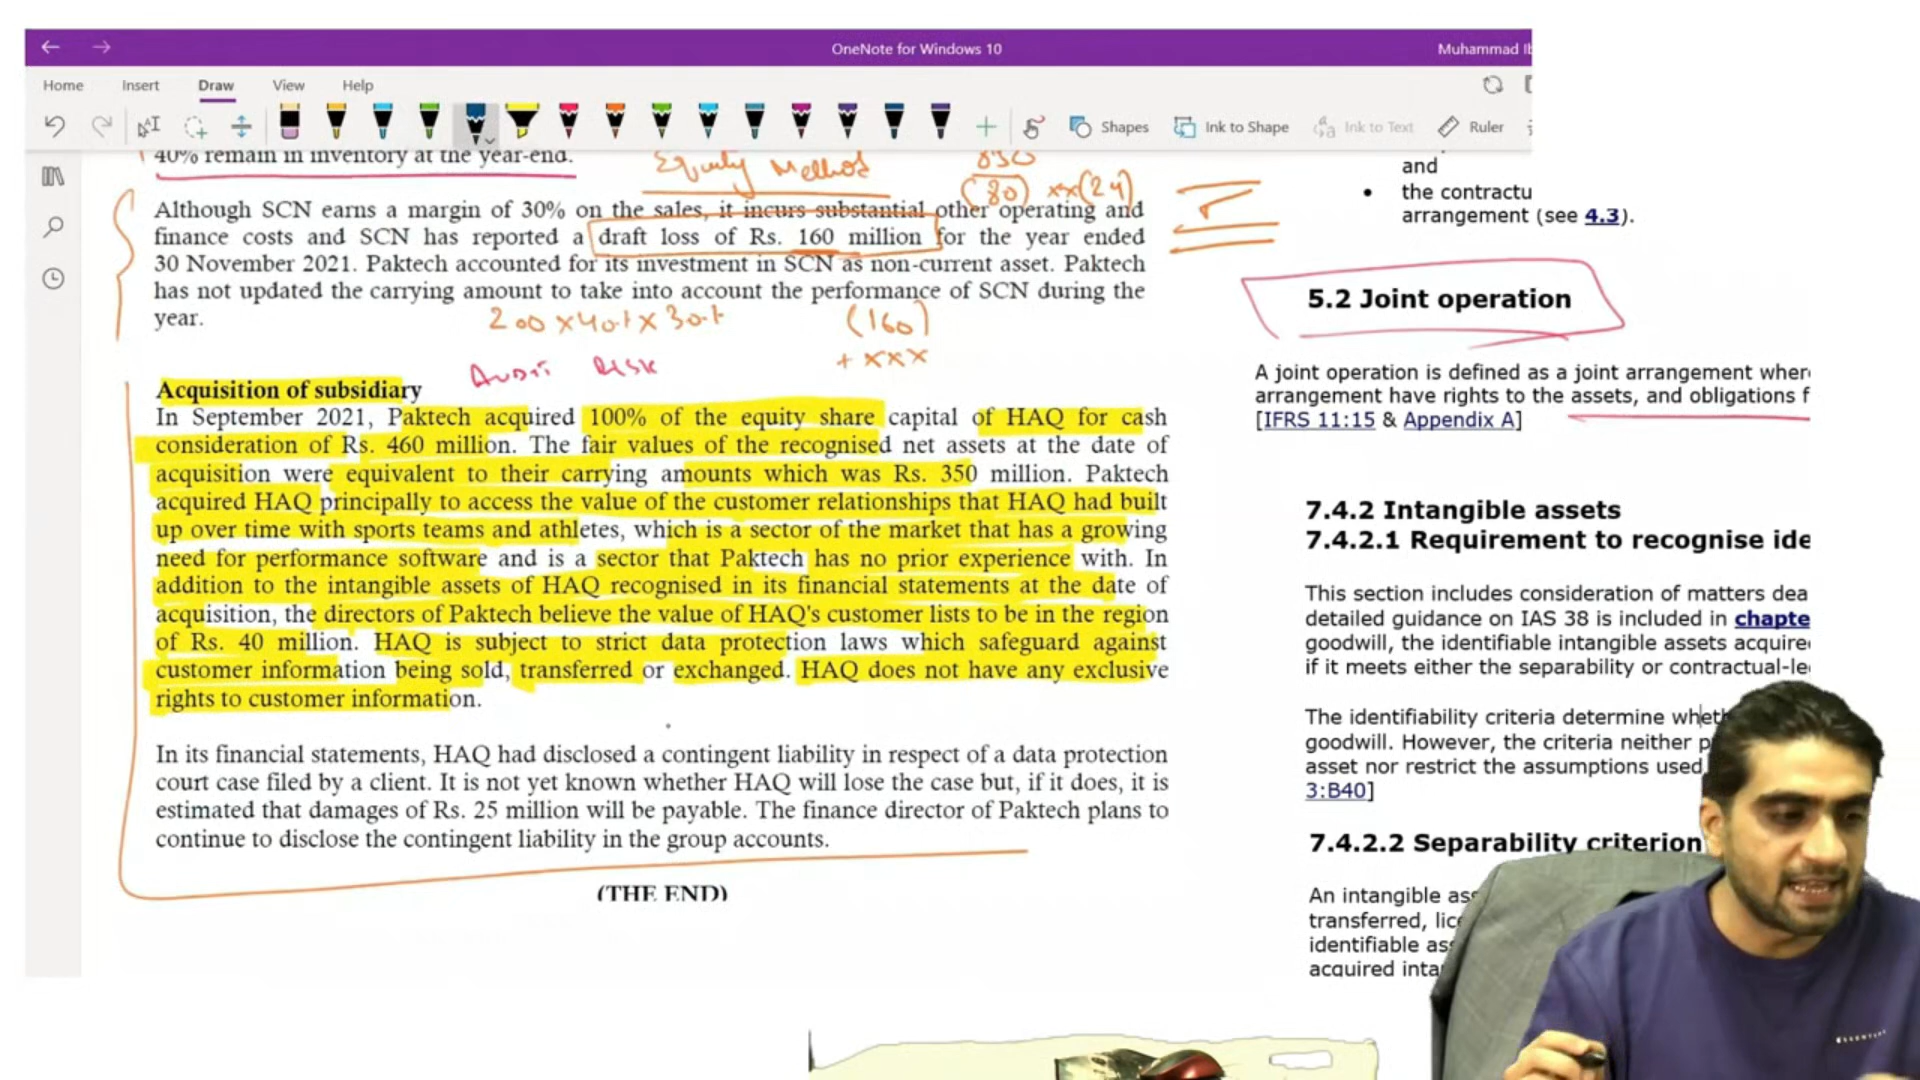 OneNote for Windows 10
Muhammad Ib
Home Insert Draw View Help
Shapes Ink to Shape Ink to Text Ruler
40% remain in inventory at the year-end.
Equity Method
830
(80) xx(24)
Although SCN earns a margin of 30% on the sales, it incurs substantial other operating and
finance costs and SCN has reported a draft loss of Rs. 160 million for the year ended
30 November 2021. Paktech accounted for its investment in SCN as non-current asset. Paktech
has not updated the carrying amount to take into account the performance of SCN during the
year.
200 x 40% x 30%
(160)
+ xxx
Audit Risk
Acquisition of subsidiary
In September 2021, Paktech acquired 100% of the equity share capital of HAQ for cash
consideration of Rs. 460 million. The fair values of the recognised net assets at the date of
acquisition were equivalent to their carrying amounts which was Rs. 350 million. Paktech
acquired HAQ principally to access the value of the customer relationships that HAQ had built
up over time with sports teams and athletes, which is a sector of the market that has a growing
need for performance software and is a sector that Paktech has no prior experience with. In
addition to the intangible assets of HAQ recognised in its financial statements at the date of
acquisition, the directors of Paktech believe the value of HAQ's customer lists to be in the region
of Rs. 40 million. HAQ is subject to strict data protection laws which safeguard against
customer information being sold, transferred or exchanged. HAQ does not have any exclusive
rights to customer information.
In its financial statements, HAQ had disclosed a contingent liability in respect of a data protection
court case filed by a client. It is not yet known whether HAQ will lose the case but, if it does, it is
estimated that damages of Rs. 25 million will be payable. The finance director of Paktech plans to
continue to disclose the contingent liability in the group accounts.
(THE END)
and
• the contractu
arrangement (see 4.3).
5.2 Joint operation
A joint operation is defined as a joint arrangement wher
arrangement have rights to the assets, and obligations f
[IFRS 11:15 & Appendix A]
7.4.2 Intangible assets
7.4.2.1 Requirement to recognise ide
This section includes consideration of matters dea
detailed guidance on IAS 38 is included in chapte
goodwill, the identifiable intangible assets acquire
if it meets either the separability or contractual-le
The identifiability criteria determine wheth
goodwill. However, the criteria neither p
asset nor restrict the assumptions used
3:B40]
7.4.2.2 Separability criterion
An intangible ass
transferred, lice
identifiable ass
acquired inta